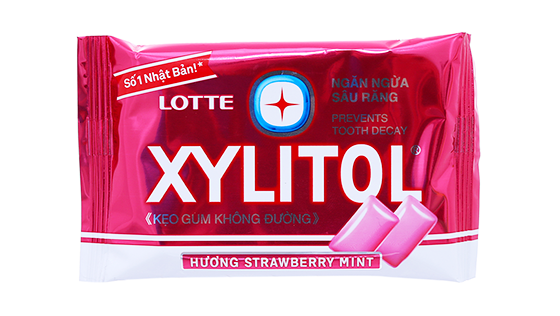 Số 1 Nhật Bản!*
LOTTE
NGĂN NGỪA
SÂU RĂNG
PREVENTS
TOOTH DECAY
XYLITOL®
《KẸO GUM KHÔNG ĐƯỜNG》
HƯƠNG STRAWBERRY MINT